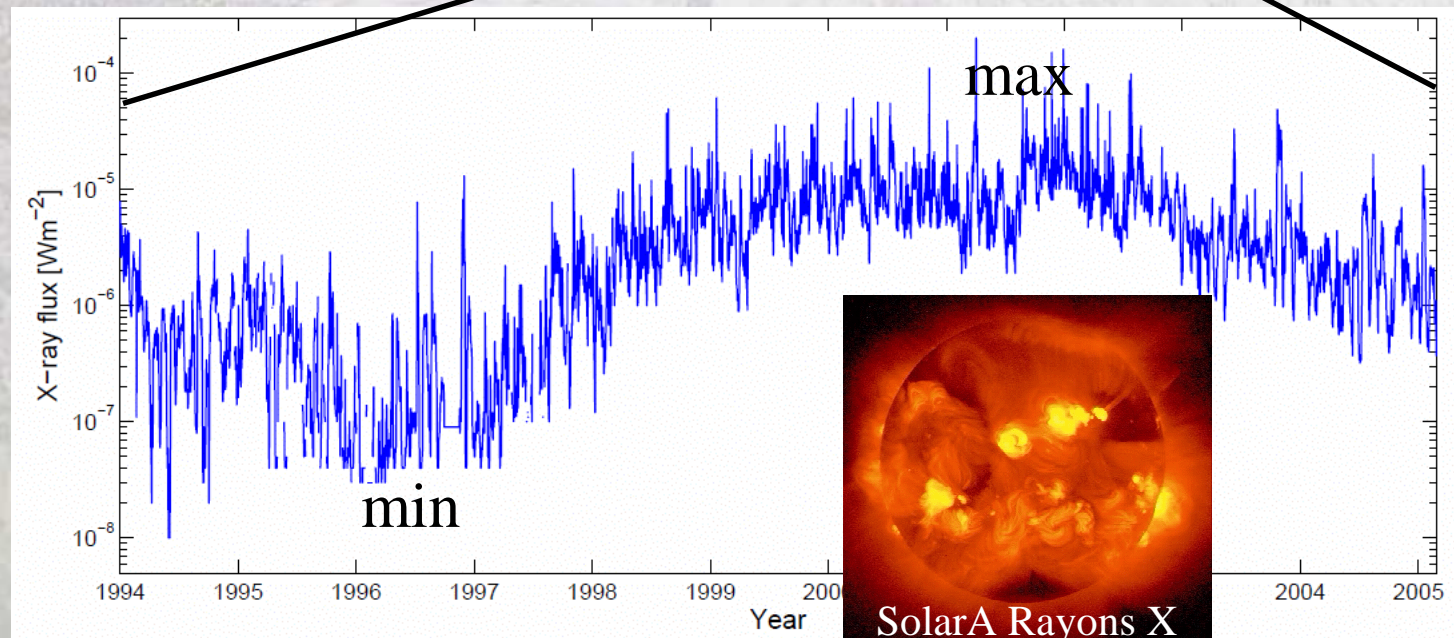 10⁻⁴
10⁻⁵
10⁻⁶
10⁻⁷
10⁻⁸
X-ray flux [Wm⁻²]
max
min
1994 1995 1996 1997 1998 1999 2004 2005
Year
SolarA Rayons X